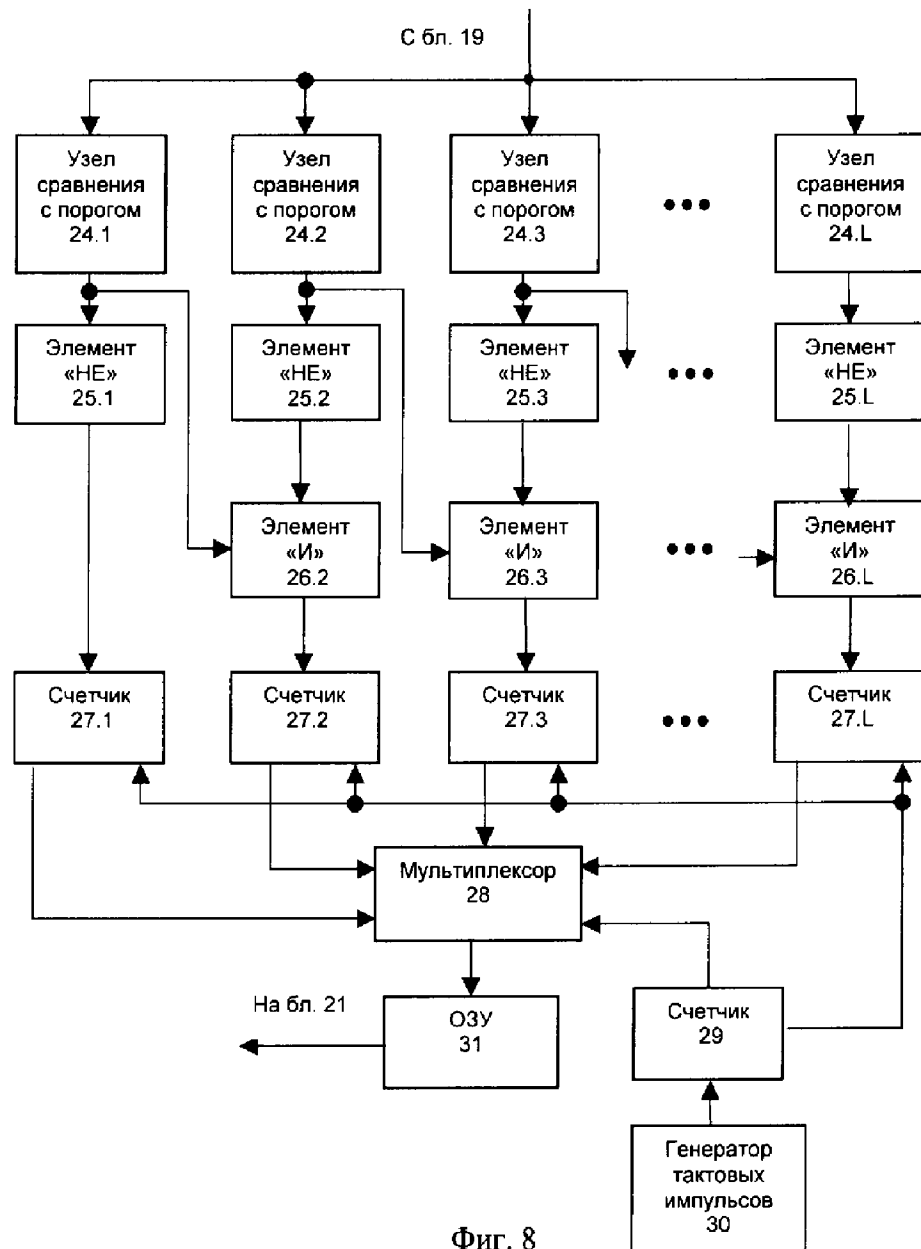 С бл. 19
Узел
сравнения
с порогом
24.1
Узел
сравнения
с порогом
24.2
Узел
сравнения
с порогом
24.3
Узел
сравнения
с порогом
24.L
Элемент
«НЕ»
25.1
Элемент
«НЕ»
25.2
Элемент
«НЕ»
25.3
Элемент
«НЕ»
25.L
Элемент
«И»
26.2
Элемент
«И»
26.3
Элемент
«И»
26.L
Счетчик
27.1
Счетчик
27.2
Счетчик
27.3
Счетчик
27.L
Мультиплексор
28
На бл. 21
ОЗУ
31
Счетчик
29
Генератор
тактовых
импульсов
30
Фиг. 8